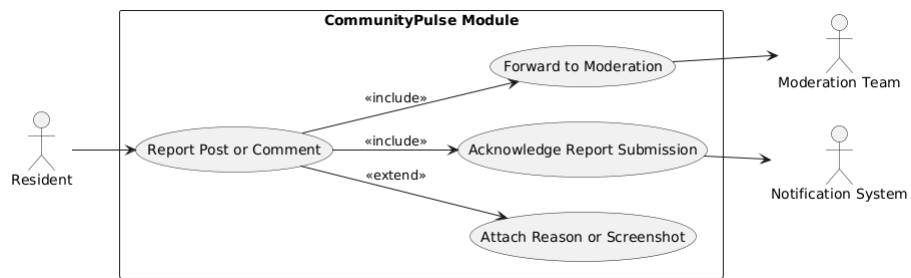 CommunityPulse Module
Forward to Moderation
Moderation Team
«include»
Report Post or Comment
«include»
Acknowledge Report Submission
Resident
«extend»
Notification System
Attach Reason or Screenshot